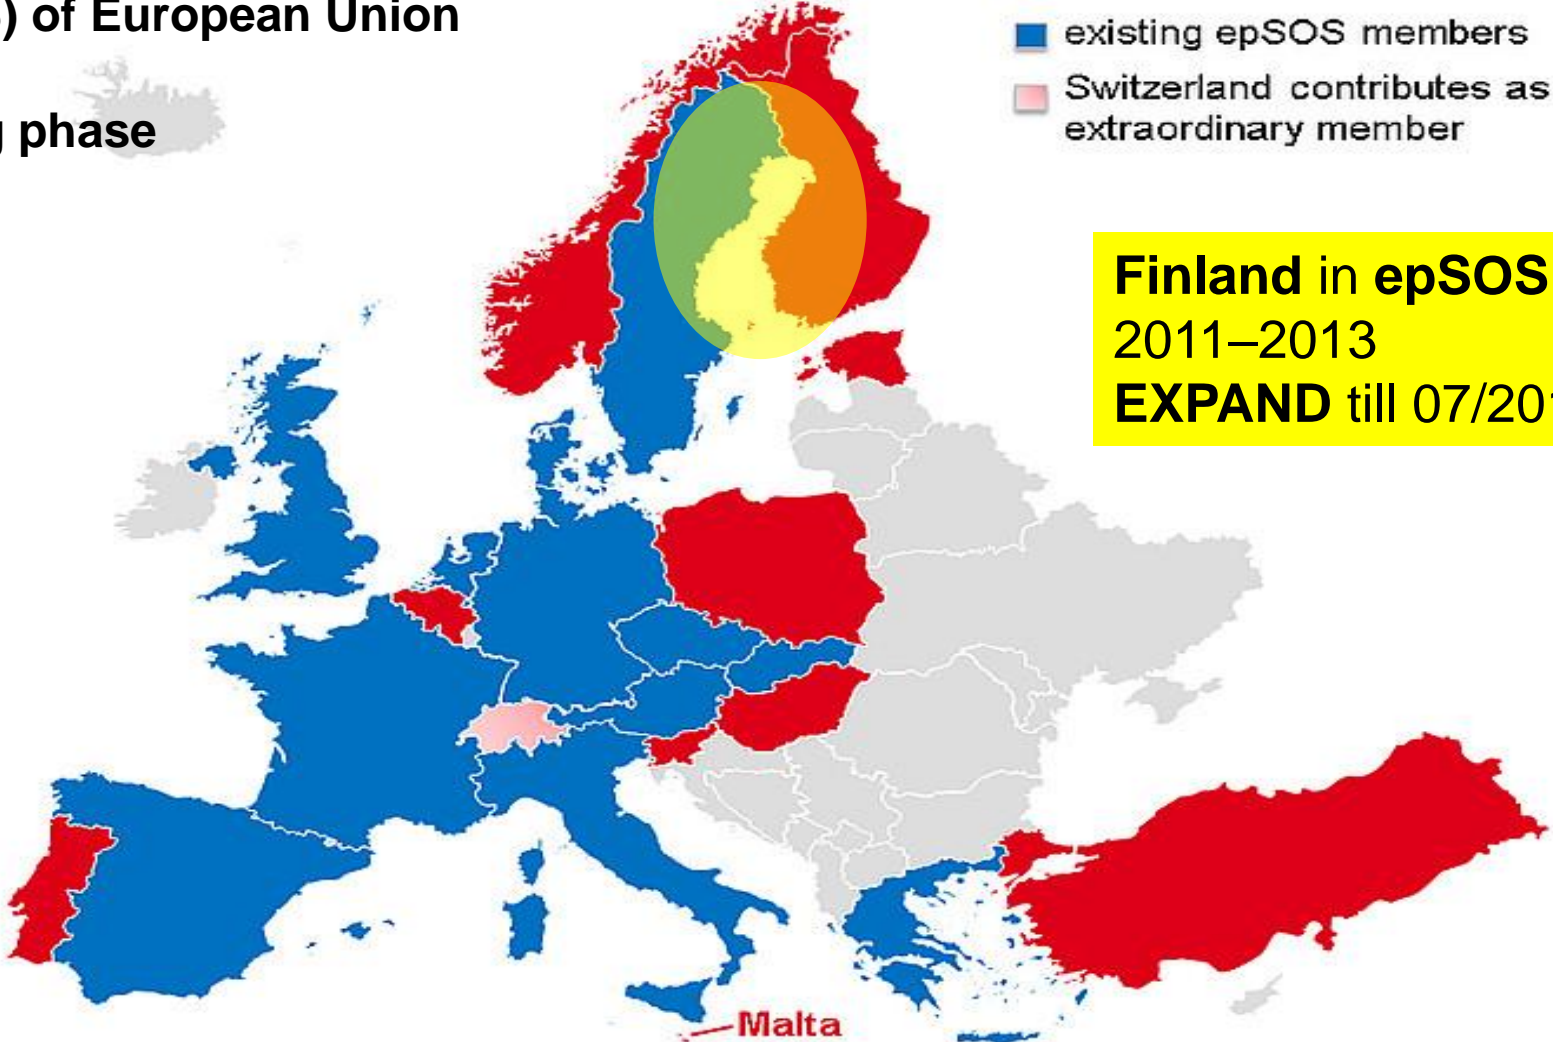 ) of European Union
phase
existing epSOS members
Switzerland contributes as
extraordinary member
Finland in epSOS
2011–2013
EXPAND till 07/201
Malta